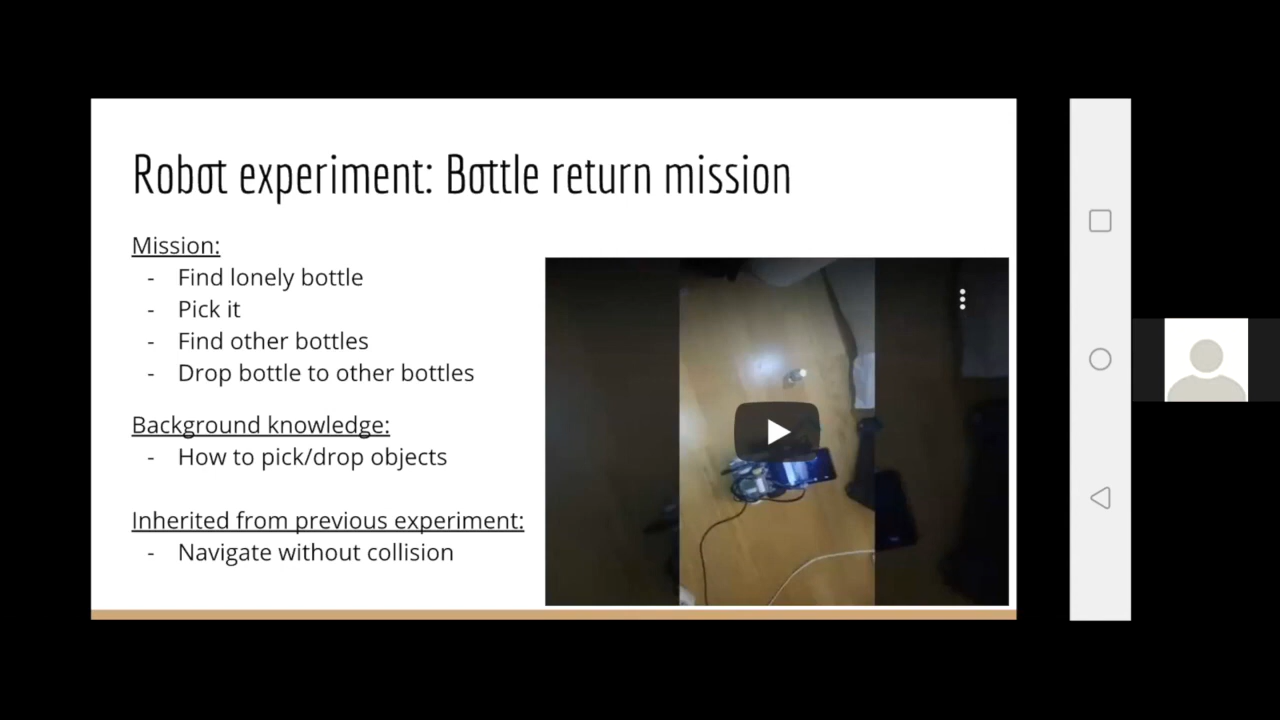 Robot experiment: Bottle return mission
Mission:
- Find lonely bottle
- Pick it
- Find other bottles
- Drop bottle to other bottles
Background knowledge:
- How to pick/drop objects
Inherited from previous experiment:
- Navigate without collision